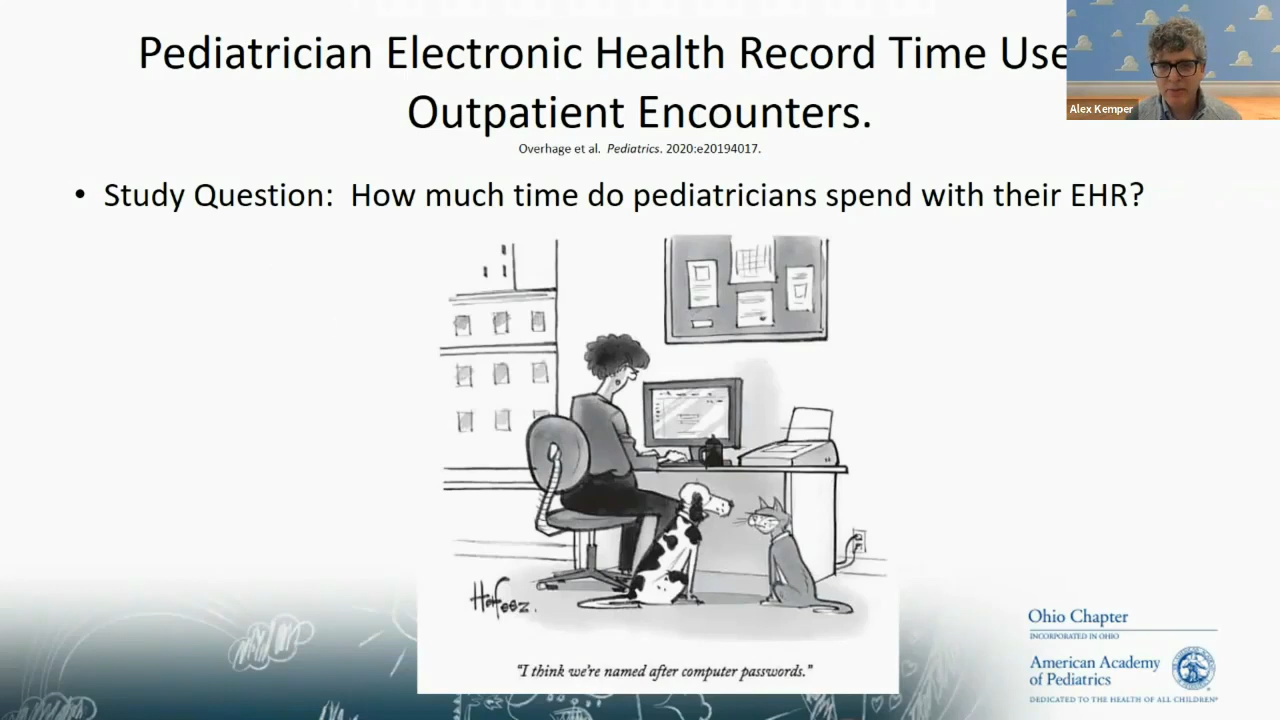 Pediatrician Electronic Health Record Time Use
Outpatient Encounters.
Overhage et al. Pediatrics. 2020:e20194017.
Alex Kemper
• Study Question: How much time do pediatricians spend with their EHR?
Hafeez.
"I think we're named after computer passwords."
Ohio Chapter
INCORPORATED IN OHIO
American Academy
of Pediatrics
DEDICATED TO THE HEALTH OF ALL CHILDREN®